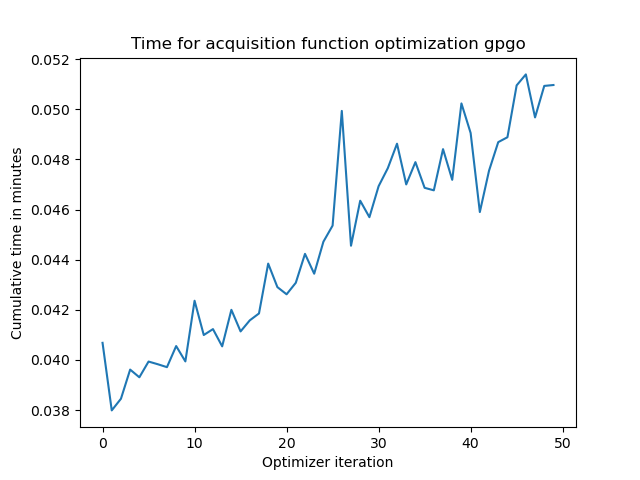 Time for acquisition function optimization gpgo
Cumulative time in minutes
0.052
0.050
0.048
0.046
0.044
0.042
0.040
0.038
0 10 20 30 40 50
Optimizer iteration